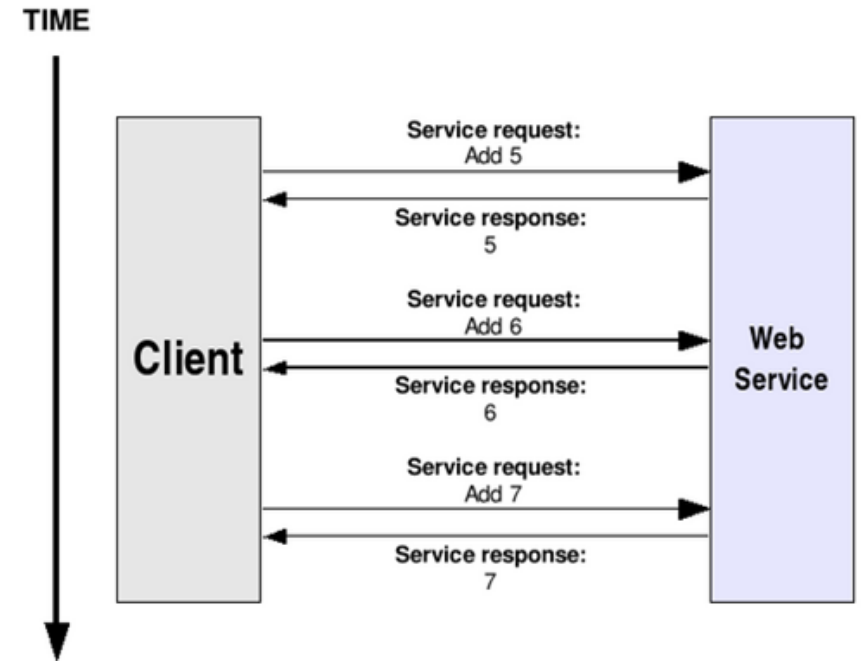 TIME
Service request:
Add 5
Service response:
5
Service request:
Add 6
Client
Web
Service
Service response:
6
Service request:
Add 7
Service response:
7